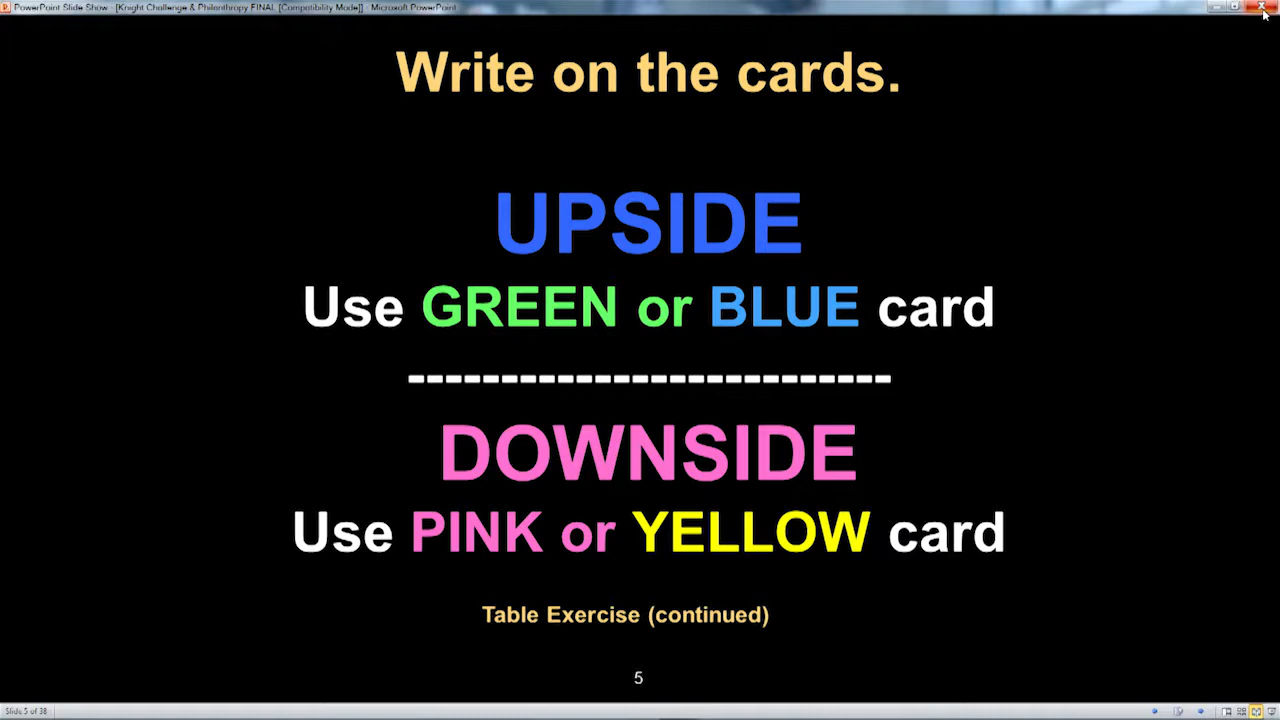 PowerPoint Slide Show - [Knight Challenge & Philanthropy FINAL [Compatibility Mode]] - Microsoft PowerPoint
Write on the cards.
UPSIDE
Use GREEN or BLUE card
--------------------------
DOWNSIDE
Use PINK or YELLOW card
Table Exercise (continued)
5
Slide 5 of 38